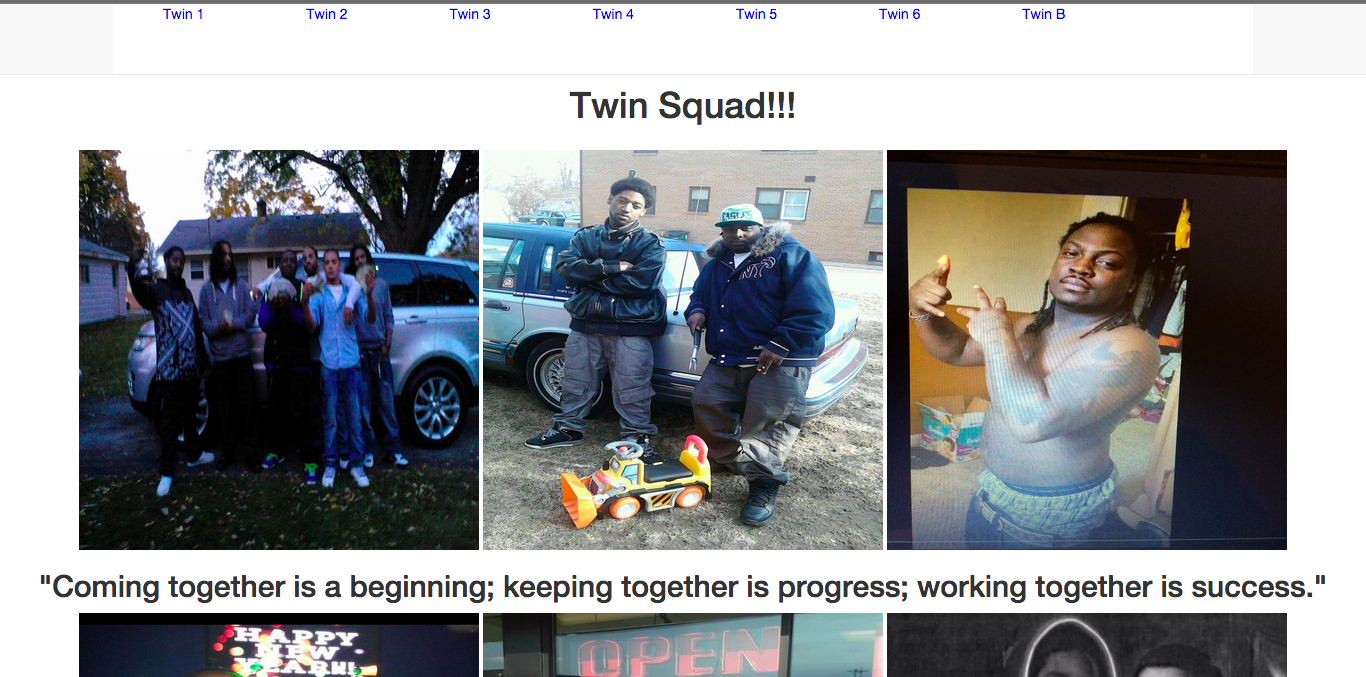 Twin 1 Twin 2 Twin 3 Twin 4 Twin 5 Twin 6 Twin B
Twin Squad!!!
"Coming together is a beginning; keeping together is progress; working together is success."
HAPPY
NEW
YEAR!!!
OPEN